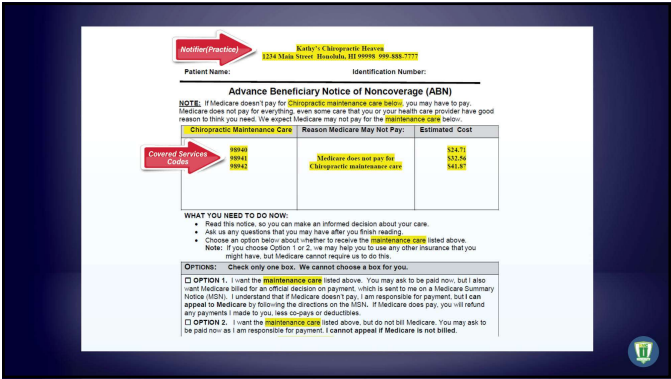 Notifier(Practice)
Kathy's Chiropractic Heaven
1234 Main Street Honolulu, HI 99998 999-888-7777
Patient Name: Identification Number:
Advance Beneficiary Notice of Noncoverage (ABN)
NOTE: If Medicare doesn't pay for Chiropractic maintenance care below, you may have to pay.
Medicare does not pay for everything, even some care that you or your health care provider have good
reason to think you need. We expect Medicare may not pay for the maintenance care below.
Chiropractic Maintenance Care Reason Medicare May Not Pay: Estimated Cost
Covered Services
Codes
98940 $24.71
98941 Medicare does not pay for $32.56
98942 Chiropractic maintenance care $41.87
WHAT YOU NEED TO DO NOW:
• Read this notice, so you can make an informed decision about your care.
• Ask us any questions that you may have after you finish reading.
• Choose an option below about whether to receive the maintenance care listed above.
Note: If you choose Option 1 or 2, we may help you to use any other insurance that you
might have, but Medicare cannot require us to do this.
OPTIONS: Check only one box. We cannot choose a box for you.
☐ OPTION 1. I want the maintenance care listed above. You may ask to be paid now, but I also
want Medicare billed for an official decision on payment, which is sent to me on a Medicare Summary
Notice (MSN). I understand that if Medicare doesn't pay, I am responsible for payment, but I can
appeal to Medicare by following the directions on the MSN. If Medicare does pay, you will refund
any payments I made to you, less co-pays or deductibles.
☐ OPTION 2. I want the maintenance care listed above, but do not bill Medicare. You may ask to
be paid now as I am responsible for payment. I cannot appeal if Medicare is not billed.